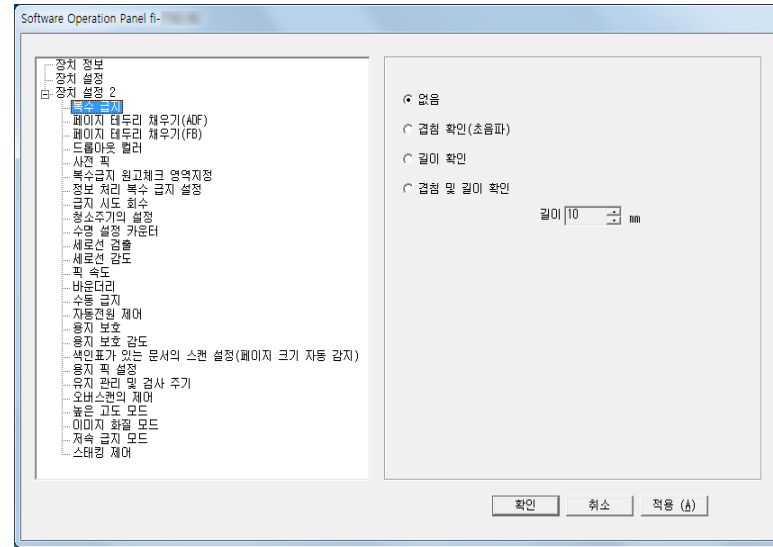 Software Operation Panel fi-
장치 정보
장치 설정
장치 설정 2
복수 급지
페이지 테두리 채우기(ADF)
페이지 테두리 채우기(FB)
드롭아웃 컬러
사전 픽
복수급지 원고체크 영역지정
정보 처리 복수 급지 설정
급지 시도 회수
청소주기의 설정
수명 설정 카운터
세로선 검출
세로선 감도
픽 속도
바운더리
수동 급지
자동전원 제어
용지 보호
용지 보호 감도
색인표가 있는 문서의 스캔 설정(페이지 크기 자동 감지)
용지 픽 설정
유지 관리 및 검사 주기
오버스캔의 제어
높은 고도 모드
이미지 화질 모드
저속 급지 모드
스태킹 제어
없음
겹침 확인(초음파)
길이 확인
겹침 및 길이 확인
길이 10 mm
확인 취소 적용 (A)